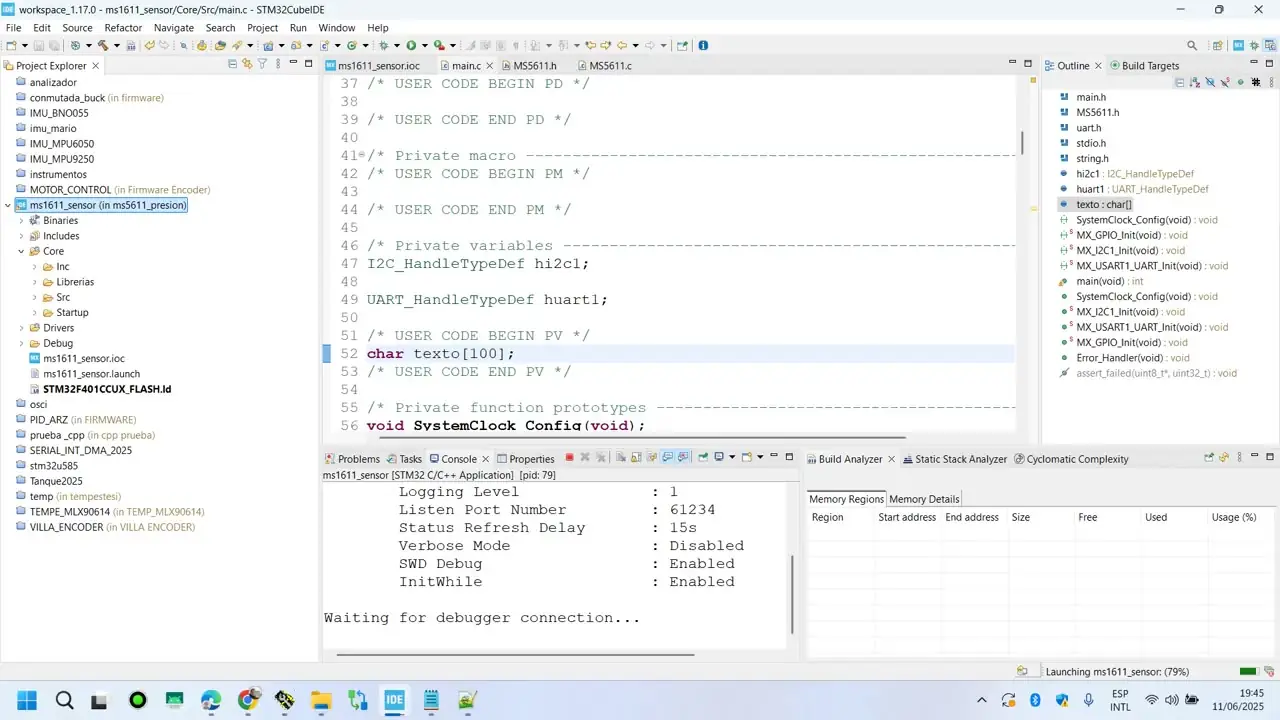 workspace_1.17.0 - ms1611_sensor/Core/Src/main.c - STM32CubeIDE
File Edit Source Refactor Navigate Search Project Run Window Help
Project Explorer
analizador
conmutada_buck (in firmware)
IMU_BNO055
imu_mario
IMU_MPU6050
IMU_MPU9250
instrumentos
MOTOR_CONTROL (in Firmware Encoder)
ms1611_sensor (in ms5611_presion)
Binaries
Includes
Core
Inc
Librerias
Src
Startup
Drivers
Debug
ms1611_sensor.ioc
ms1611_sensor.launch
STM32F401CCUX_FLASH.ld
osci
PID_ARZ (in FIRMWARE)
prueba _cpp (in cpp prueba)
SERIAL_INT_DMA_2025
stm32u585
Tanque2025
temp (in tempestesi)
TEMPE_MLX90614 (in TEMP_MLX90614)
VILLA_ENCODER (in VILLA ENCODER)
ms1611_sensor.ioc main.c MS5611.h MS5611.c
37 /* USER CODE BEGIN PD */
38
39 /* USER CODE END PD */
40
41 /* Private macro -----------------------------------------------------
42 /* USER CODE BEGIN PM */
43
44 /* USER CODE END PM */
45
46 /* Private variables -------------------------------------------------
47 I2C_HandleTypeDef hi2c1;
48
49 UART_HandleTypeDef huart1;
50
51 /* USER CODE BEGIN PV */
52 char texto[100];
53 /* USER CODE END PV */
54
55 /* Private function prototypes ---------------------------------------
56 void SystemClock_Config(void);
Outline Build Targets
main.h
MS5611.h
uart.h
stdio.h
string.h
hi2c1 : I2C_HandleTypeDef
huart1 : UART_HandleTypeDef
texto : char[]
SystemClock_Config(void) : void
MX_GPIO_Init(void) : void
MX_I2C1_Init(void) : void
MX_USART1_UART_Init(void) : void
main(void) : int
SystemClock_Config(void) : void
MX_I2C1_Init(void) : void
MX_USART1_UART_Init(void) : void
MX_GPIO_Init(void) : void
Error_Handler(void) : void
assert_failed(uint8_t*, uint32_t) : void
Problems Tasks Console Properties
ms1611_sensor [STM32 C/C++ Application] [pid: 79]
Logging Level : 1
Listen Port Number : 61234
Status Refresh Delay : 15s
Verbose Mode : Disabled
SWD Debug : Enabled
InitWhile : Enabled
Waiting for debugger connection...
Build Analyzer Static Stack Analyzer Cyclomatic Complexity
Memory Regions Memory Details
Region Start address End address Size Free Used Usage (%)
Launching ms1611_sensor: (79%)
IDE
ESP
INTL
19:45
11/06/2025